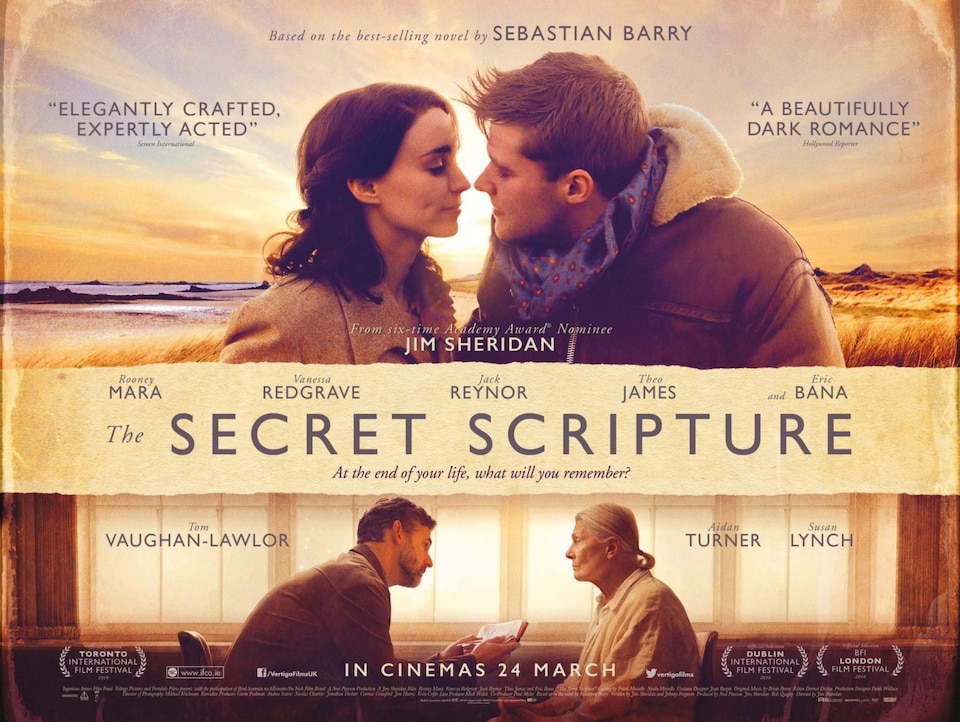 Based on the best-selling novel by SEBASTIAN BARRY
“ELEGANTLY CRAFTED,
EXPERTLY ACTED”
Screen International
“A BEAUTIFULLY
DARK ROMANCE”
Hollywood Reporter
From six-time Academy Award® Nominee
JIM SHERIDAN
Rooney
MARA
Vanessa
REDGRAVE
Jack
REYNOR
Theo
JAMES
and Eric
BANA
The SECRET SCRIPTURE
At the end of your life, what will you remember?
Tom
VAUGHAN-LAWLOR
Aidan
TURNER
Susan
LYNCH
TORONTO
INTERNATIONAL
FILM FESTIVAL
2016
www.ifco.ie
/VertigoFilmsUK
IN CINEMAS 24 MARCH
@vertigofilms
DUBLIN
INTERNATIONAL
FILM FESTIVAL
BFI
LONDON
FILM FESTIVAL
2016